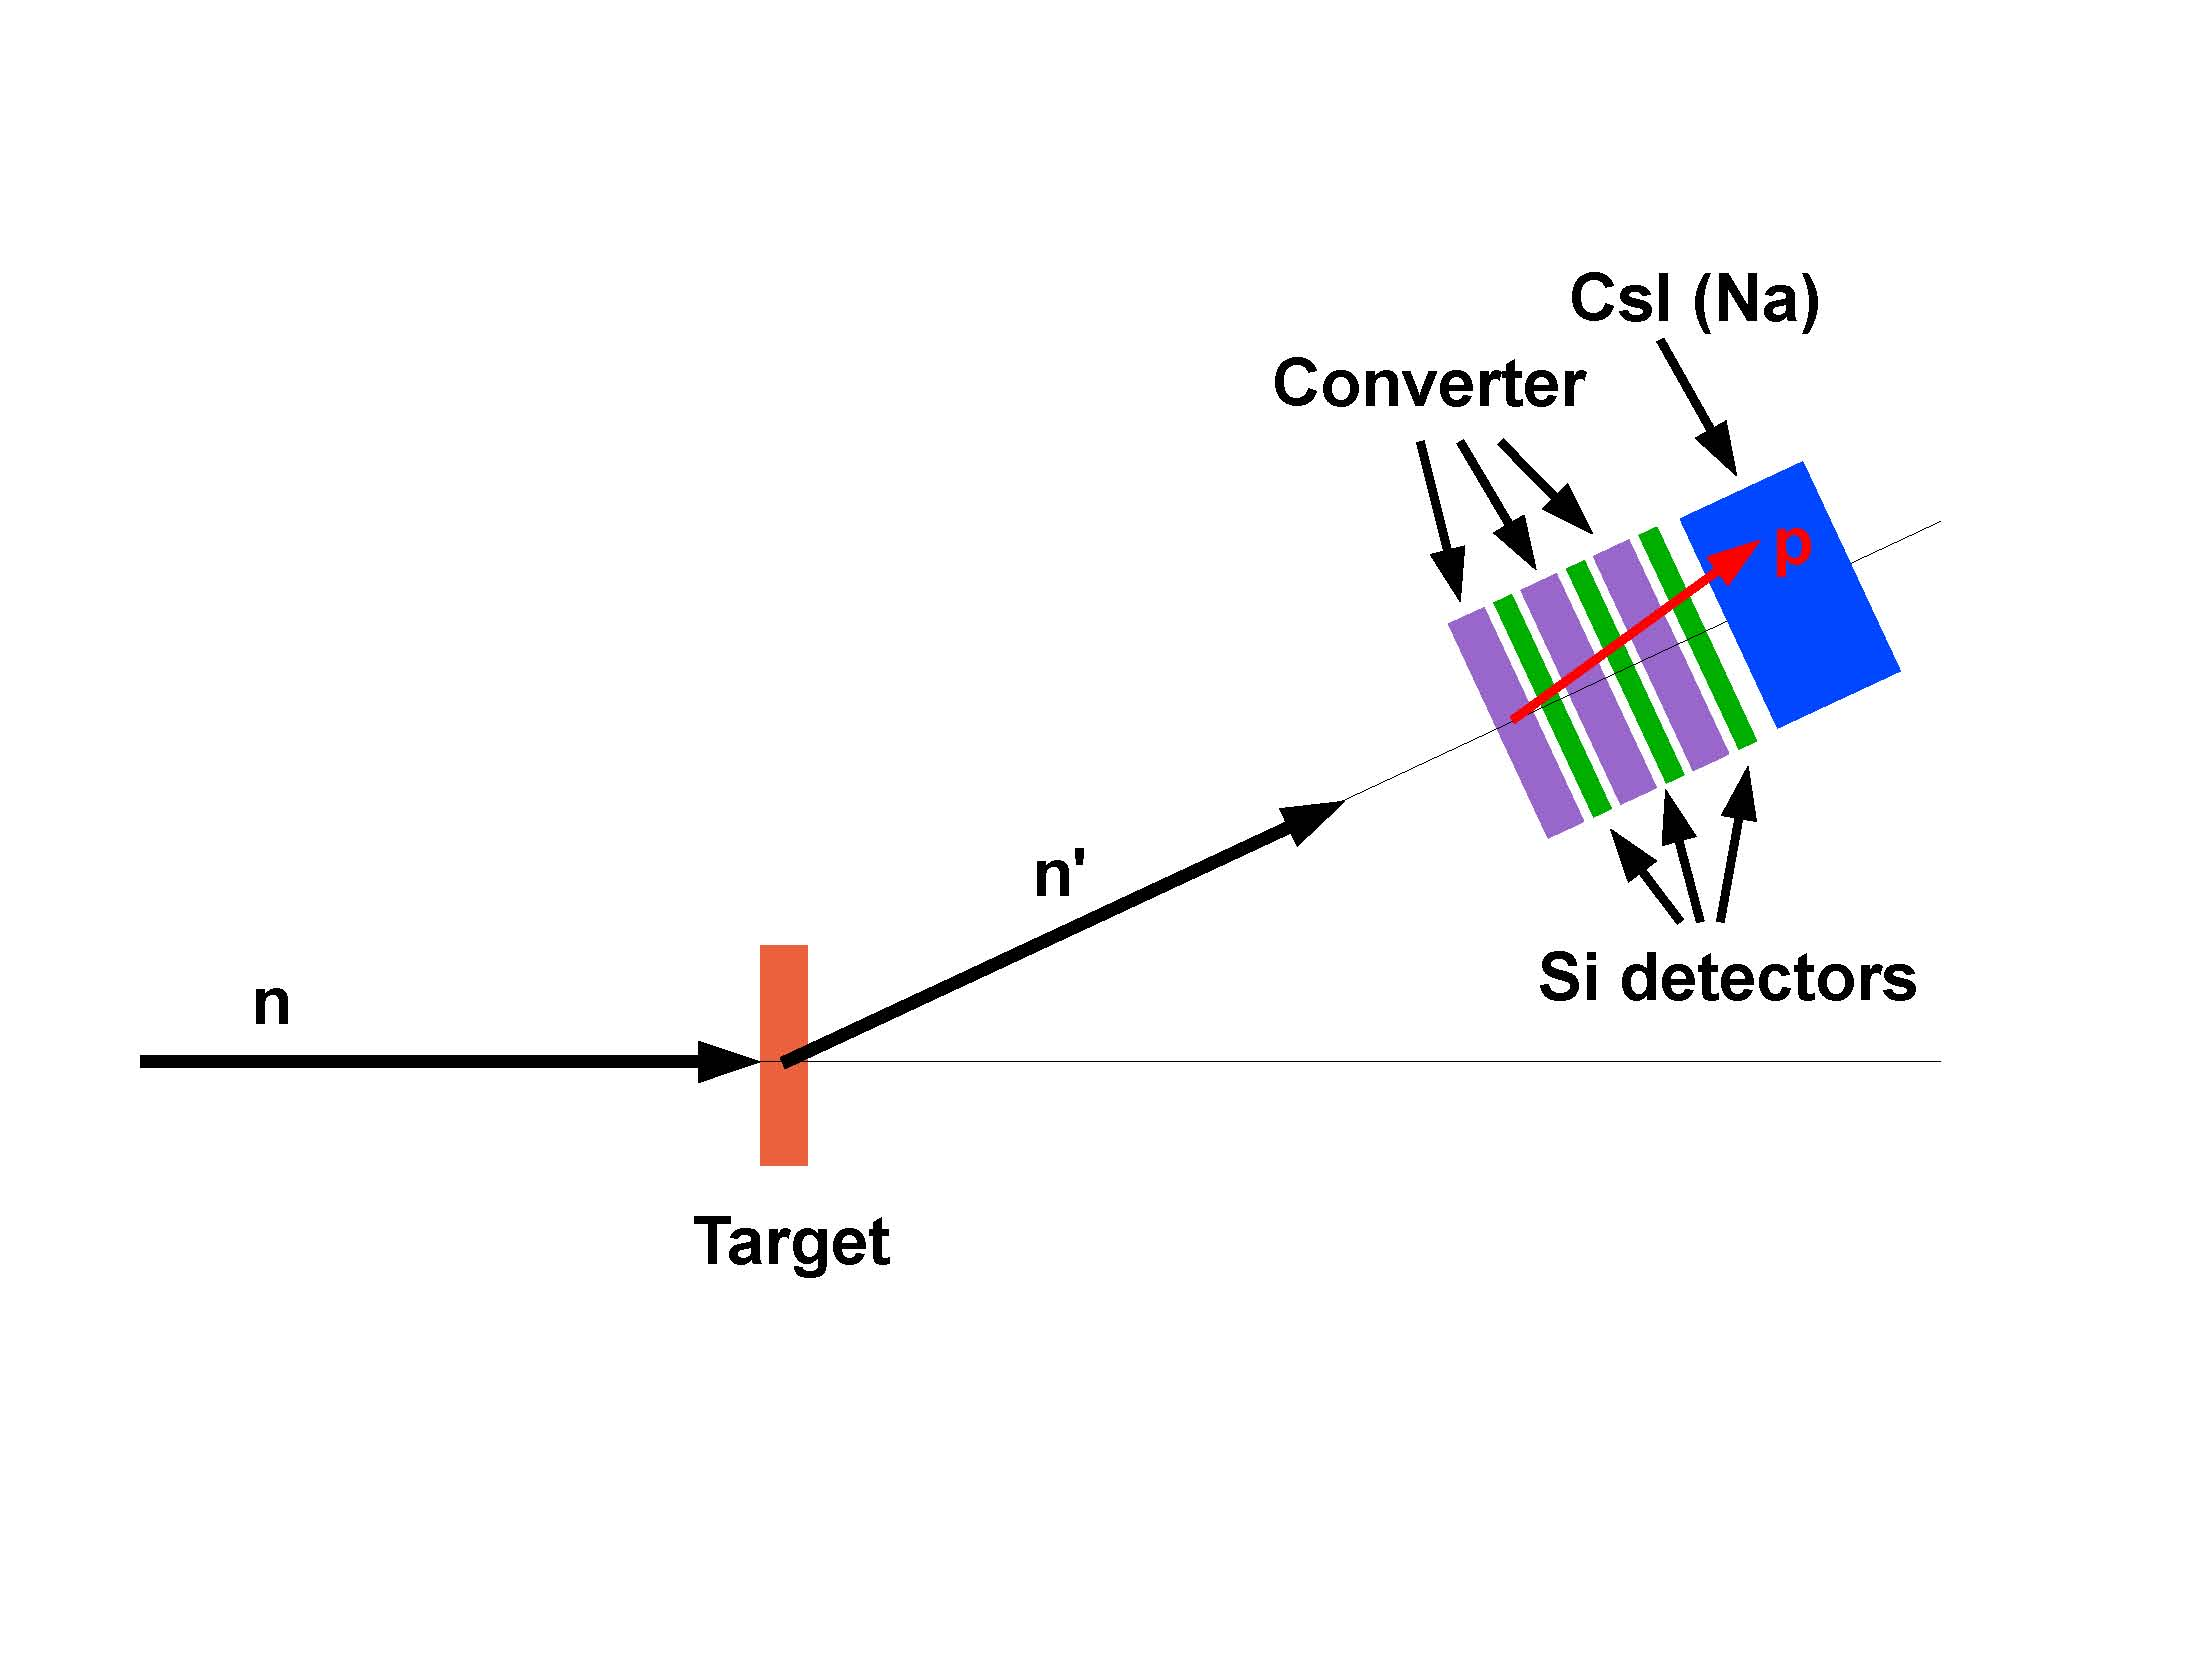 CsI (Na)
Converter
p
n'
Si detectors
n
Target